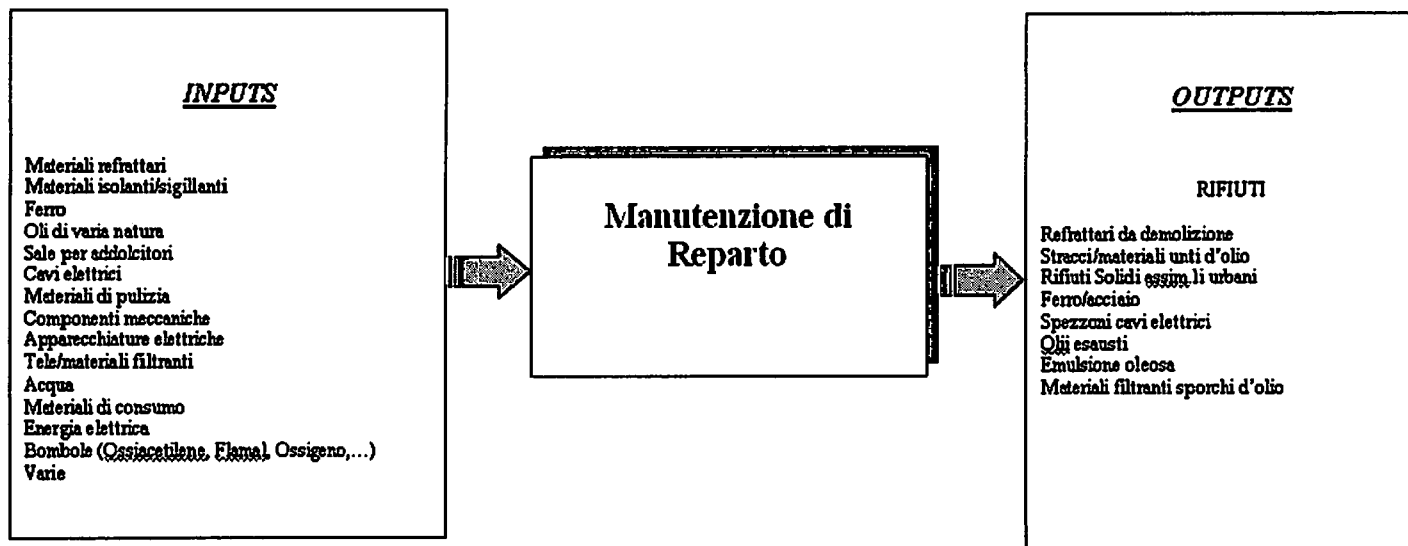 INPUTS
Materiali refrattari
Materiali isolanti/sigillanti
Ferro
Oli di varia natura
Sale per addolcitori
Cavi elettrici
Materiali di pulizia
Componenti meccaniche
Apparecchiature elettriche
Tele/materiali filtranti
Acqua
Materiali di consumo
Energia elettrica
Bombole (Ossiacetilene, Flamal, Ossigeno,...)
Varie
Manutenzione di
Reparto
OUTPUTS
RIFIUTI
Refrattari da demolizione
Stracci/materiali unti d'olio
Rifiuti Solidi assim.li urbani
Ferro/acciaio
Spezzoni cavi elettrici
Olii esausti
Emulsione oleosa
Materiali filtranti sporchi d'olio